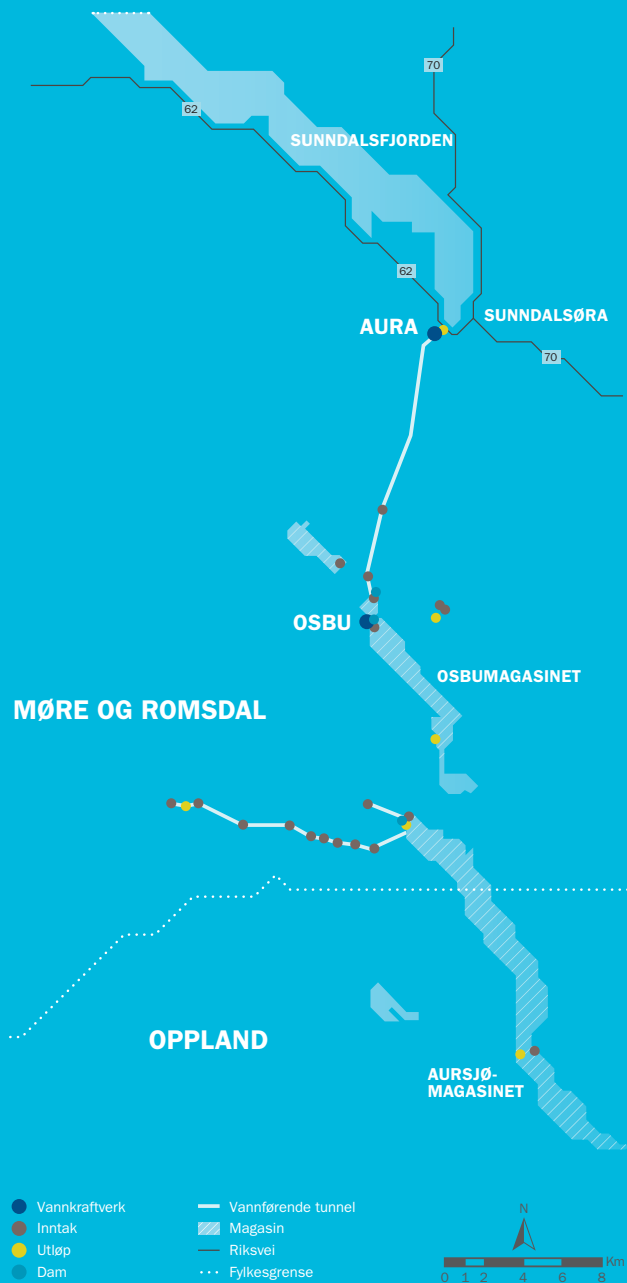 70
62
SUNNDALSFJORDEN
62
SUNNDALSØRA
AURA
70
OSBU
OSBUMAGASINET
MØRE OG ROMSDAL
OPPLAND
AURSJØ-
MAGASINET
Vannkraftverk
Inntak
Utløp
Dam
Vannførende tunnel
Magasin
Riksvei
Fylkesgrense
N
Km
0 1 2 4 6 8